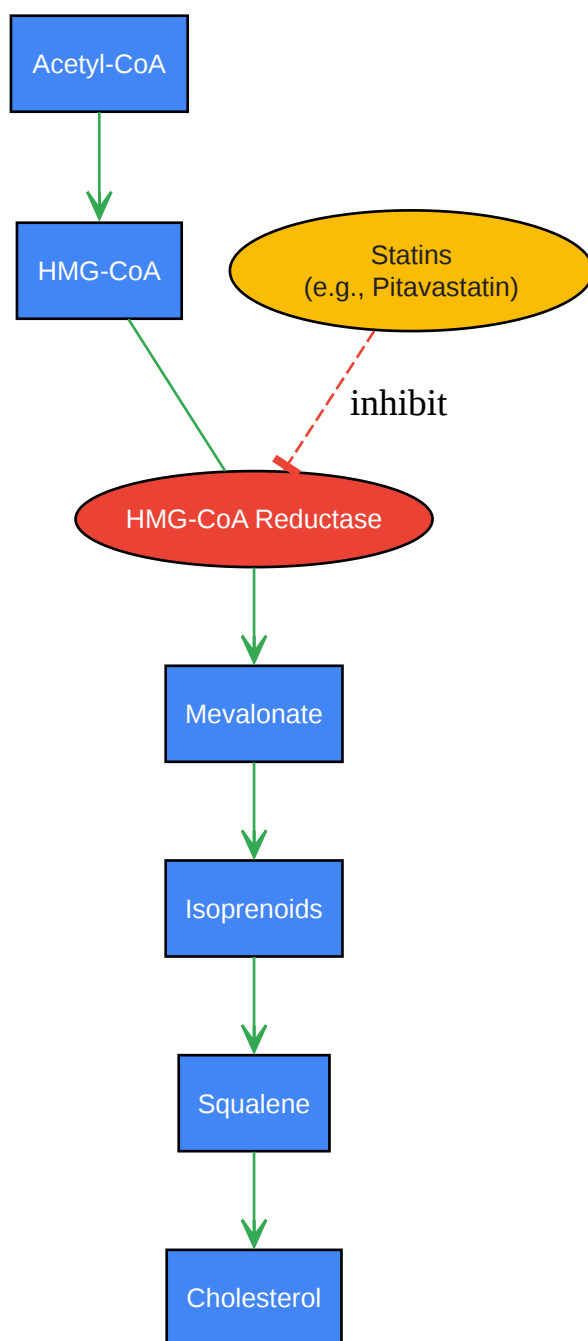 Acetyl-CoA
HMG-CoA
Statins
(e.g., Pitavastatin)
inhibit
HMG-CoA Reductase
Mevalonate
Isoprenoids
Squalene
Cholesterol